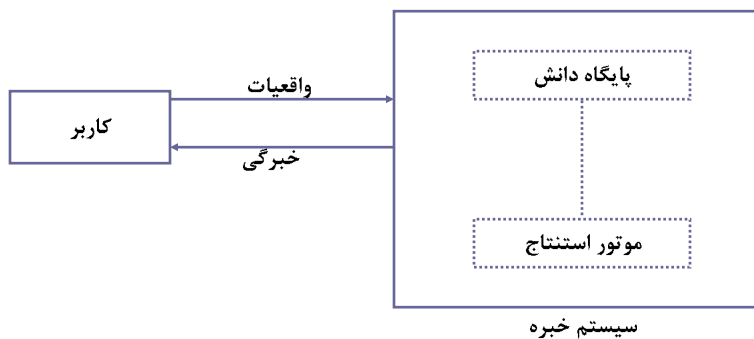 پایگاه دانش
واقعیات
کاربر
خبرگی
موتور استنتاج
سیستم خبره